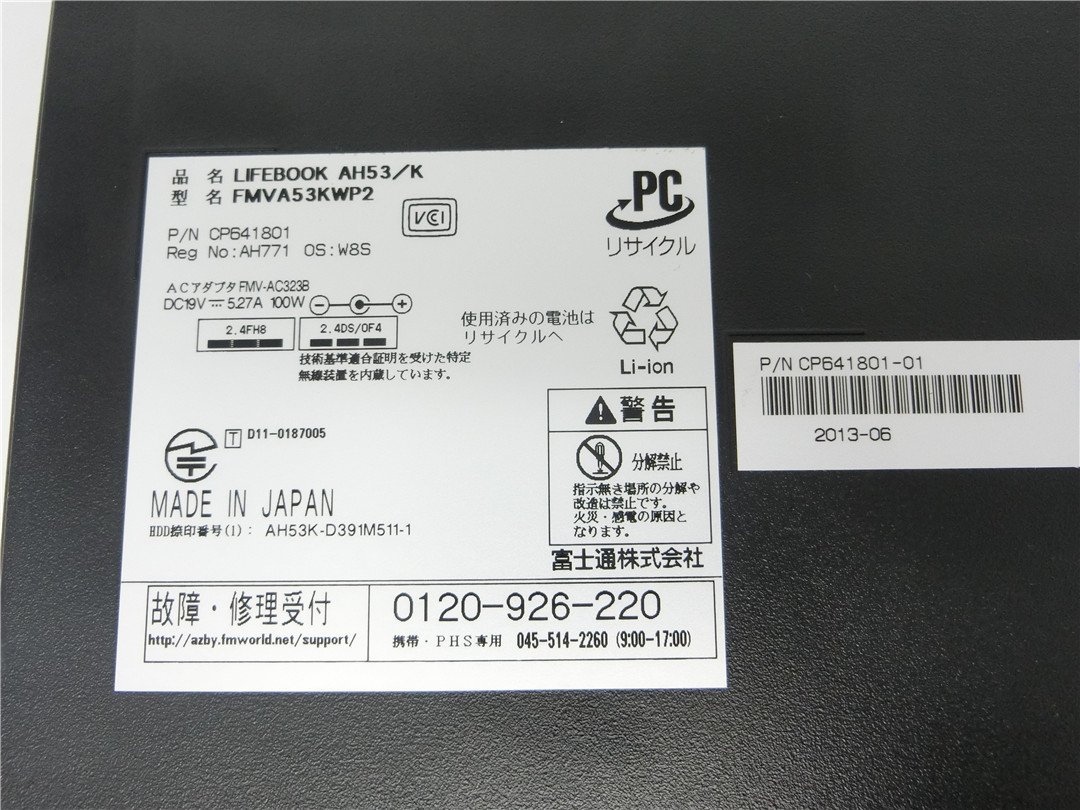 品 名 LIFEBOOK AH53/K
型 名 FMVA53KWP2
VCI
P/N CP641801
Reg No:AH771 OS:W8S
PC
リサイクル
ACアダプタ FMV-AC323B
DC19V 5.27A 100W
2.4FH8
2.4DS/OF4
技術基準適合証明を受けた特定
無線装置を内蔵しています。
使用済みの電池は
リサイクルへ
Li-ion
警告
分解禁止
指示無き場所の分解や
改造は禁止です。
火災・感電の原因と
なります。
T D11-0187005
MADE IN JAPAN
HDD捺印番号(1): AH53K-D391M511-1
富士通株式会社
故障・修理受付
http://azby.fmworld.net/support/
0120-926-220
携帯・PHS専用 045-514-2260 (9:00-17:00)
P/N CP641801-01
2013-06